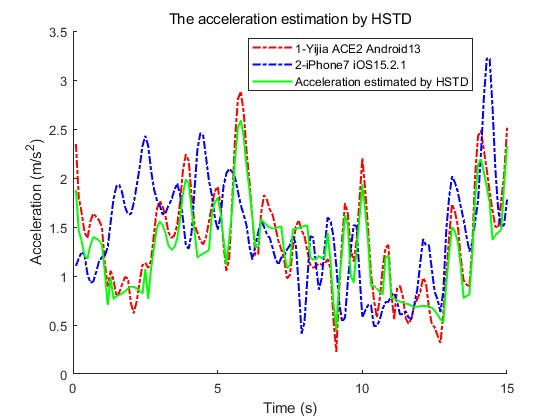 The acceleration estimation by HSTD
1-Yijia ACE2 Android13
2-iPhone7 iOS15.2.1
Acceleration estimated by HSTD
Acceleration (m/s²)
3.5
3
2.5
2
1.5
1
0.5
0
0
5
10
15
Time (s)